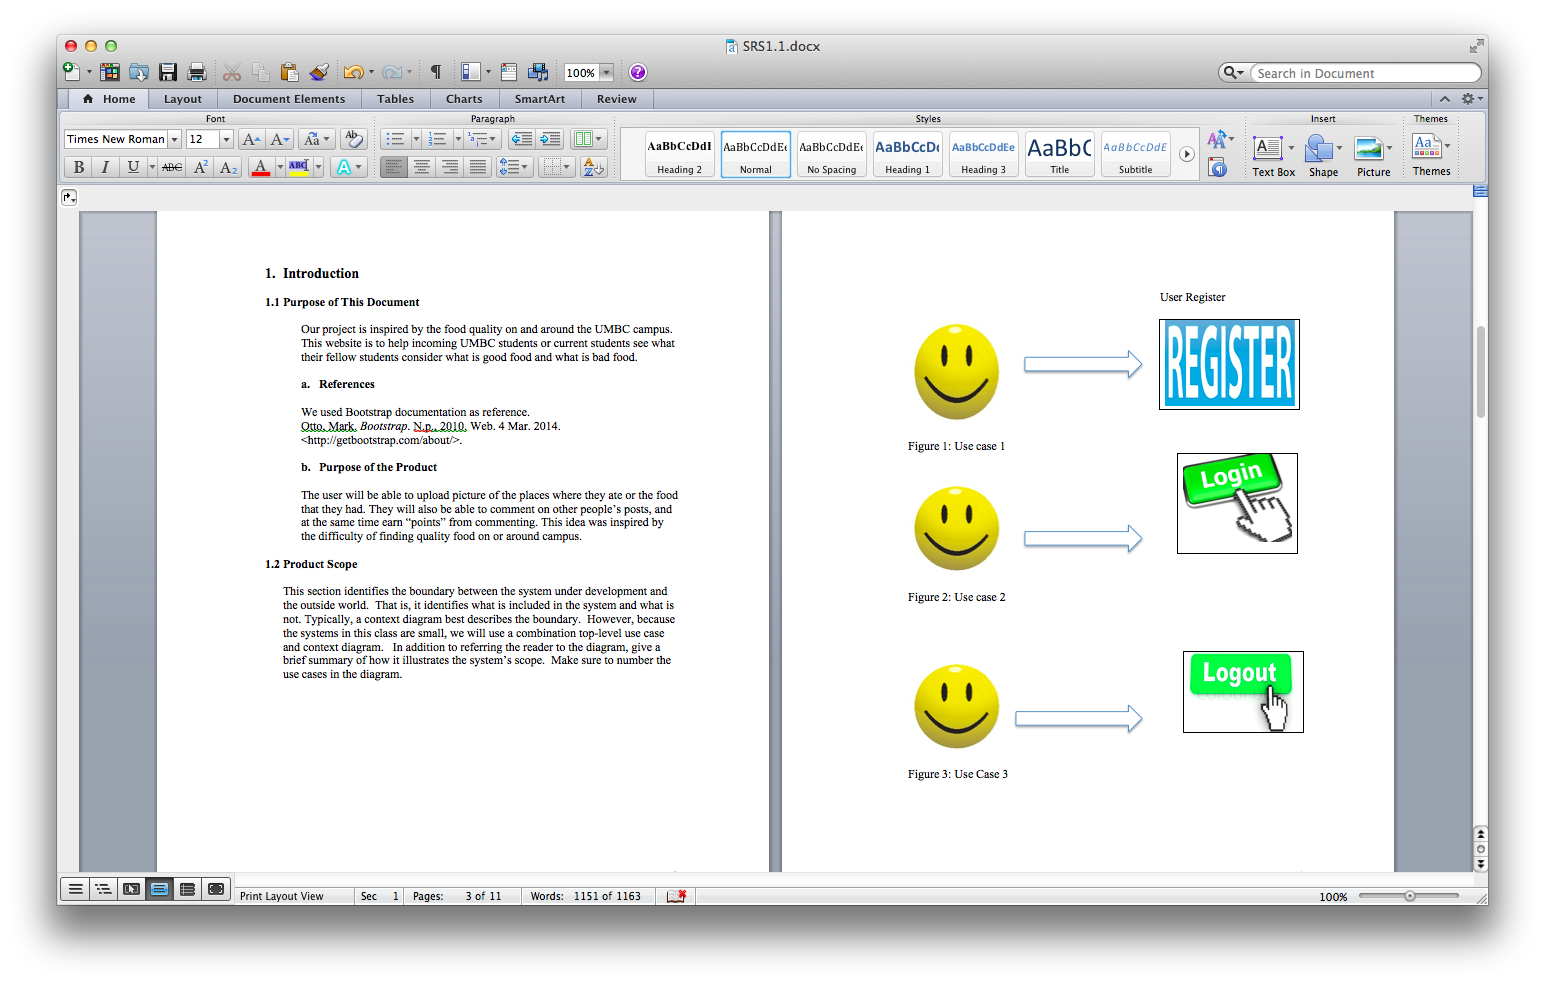 SRS1.1.docx
100%
Search in Document
Home Layout Document Elements Tables Charts SmartArt Review
Font Paragraph Styles Insert Themes
Times New Roman 12
AaBbCcDdI AaBbCcDdEe AaBbCcDdEe AaBbCcDt AaBbCcDdEe AaBbC AaBbCcDdE
Heading 2 Normal No Spacing Heading 1 Heading 3 Title Subtitle
Text Box Shape Picture Themes
1. Introduction
1.1 Purpose of This Document
Our project is inspired by the food quality on and around the UMBC campus.
This website is to help incoming UMBC students or current students see what
their fellow students consider what is good food and what is bad food.
a. References
We used Bootstrap documentation as reference.
Otto, Mark. Bootstrap. N.p., 2010. Web. 4 Mar. 2014.
<http://getbootstrap.com/about/>.
b. Purpose of the Product
The user will be able to upload picture of the places where they ate or the food
that they had. They will also be able to comment on other people's posts, and
at the same time earn “points” from commenting. This idea was inspired by
the difficulty of finding quality food on or around campus.
1.2 Product Scope
This section identifies the boundary between the system under development and
the outside world. That is, it identifies what is included in the system and what is
not. Typically, a context diagram best describes the boundary. However, because
the systems in this class are small, we will use a combination top-level use case
and context diagram. In addition to referring the reader to the diagram, give a
brief summary of how it illustrates the system's scope. Make sure to number the
use cases in the diagram.
User Register
REGISTER
Figure 1: Use case 1
Login
Figure 2: Use case 2
Logout
Figure 3: Use Case 3
Print Layout View Sec 1 Pages: 3 of 11 Words: 1151 of 1163 100%